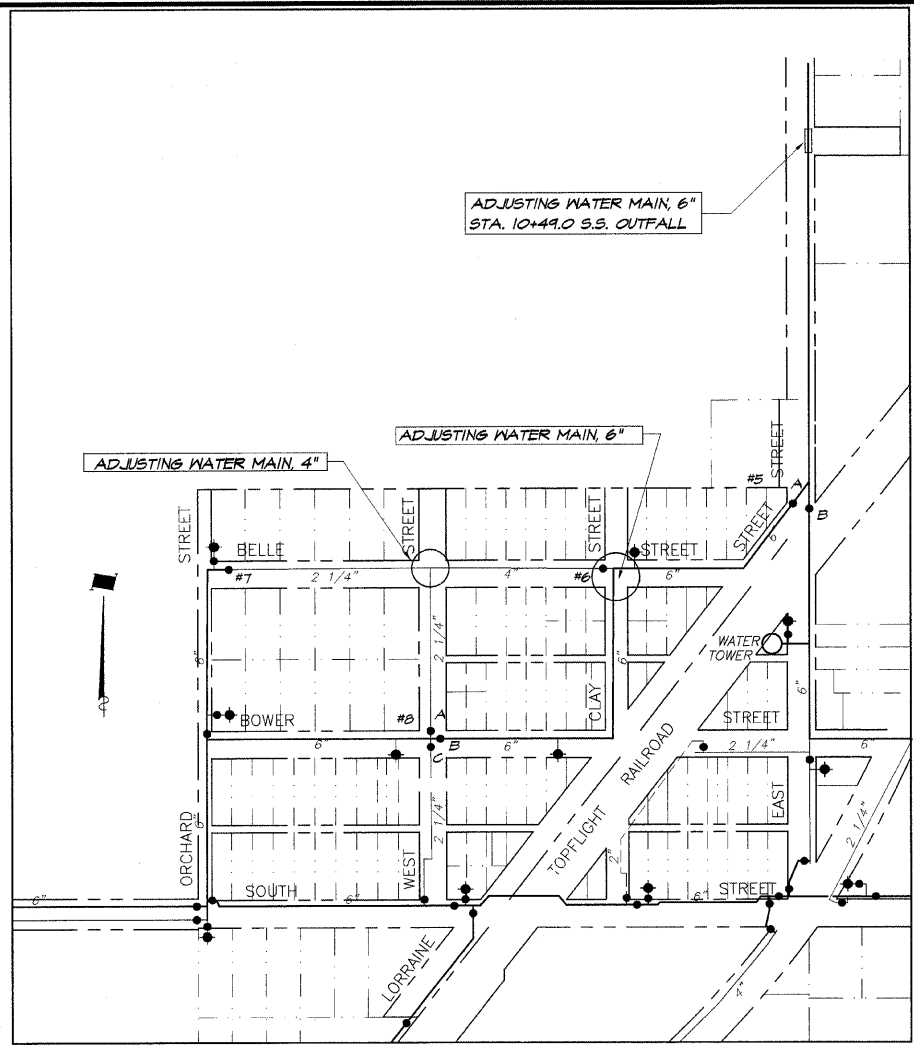 ADJUSTING WATER MAIN, 6"
STA. 10+49.0 S.S. OUTFALL
ADJUSTING WATER MAIN, 6"
ADJUSTING WATER MAIN, 4"
STREET
#5
A
B
STREET
STREET
STREET
STREET
6"
BELLE
STREET
#7
2 1/4"
4"
#6
6"
2 1/4"
WATER
TOWER
6"
6"
6"
CLAY
BOWER
#8
A
B
C
STREET
6"
6"
2 1/4"
6"
RAILROAD
TOPFLIGHT
EAST
2 1/4"
2 1/4"
6"
ORCHARD
WEST
2"
SOUTH
6"
6"
STREET
6"
LORRAINE
4"